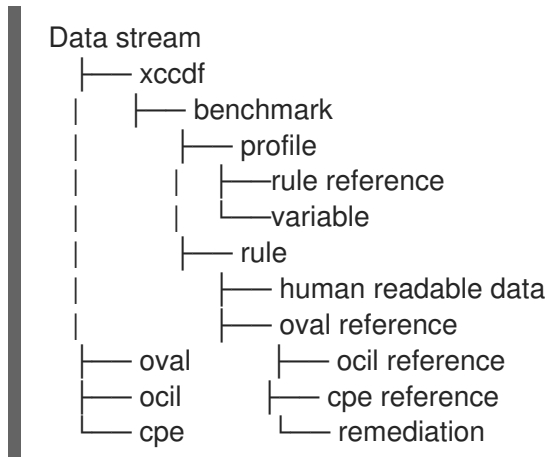 Data stream
├── xccdf
| ├── benchmark
| ├── profile
| | ├──rule reference
| | └──variable
| ├── rule
| ├── human readable data
| ├── oval reference
├── oval ├── ocil reference
├── ocil ├── cpe reference
└── cpe └── remediation